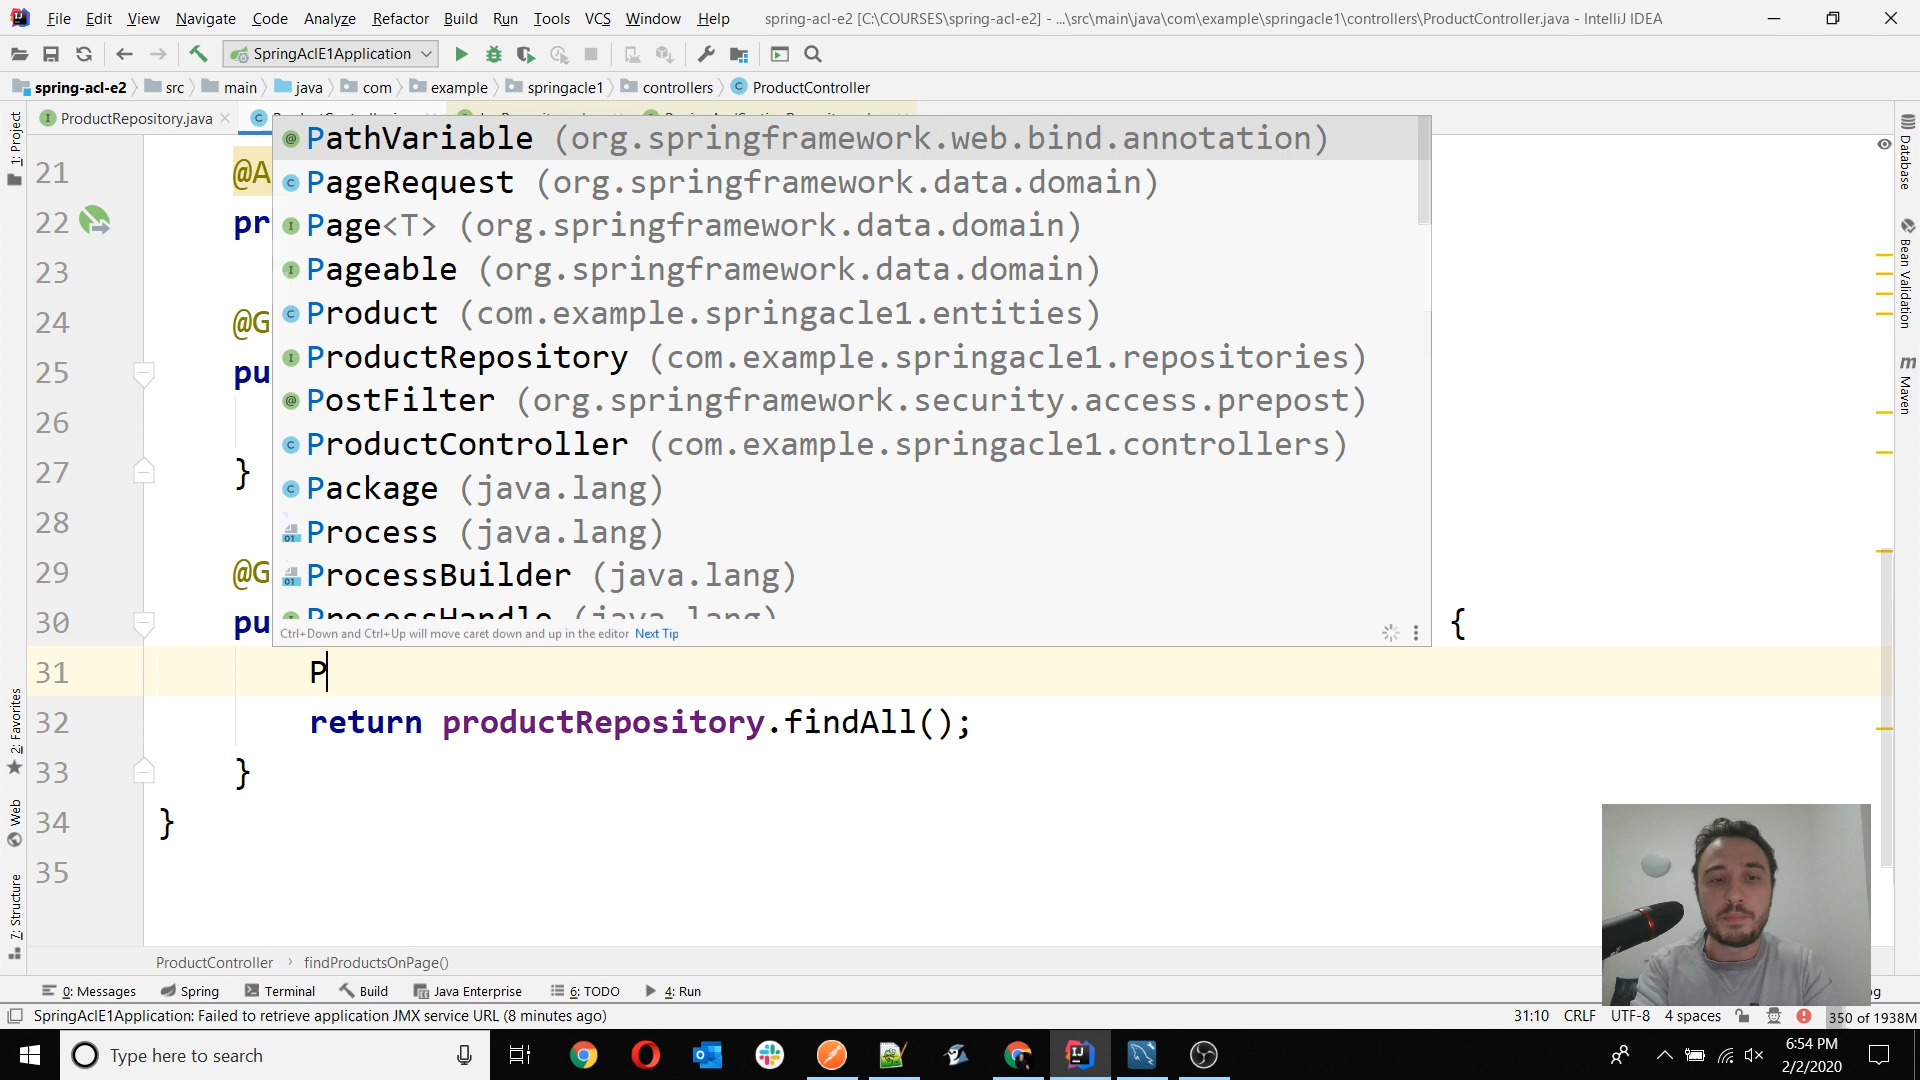 File Edit View Navigate Code Analyze Refactor Build Run Tools VCS Window Help
spring-acl-e2 [C:\COURSES\spring-acl-e2] - ...\src\main\java\com\example\springacle1\controllers\ProductController.java - IntelliJ IDEA
SpringAclE1Application
spring-acl-e2 src main java com example springacle1 controllers ProductController
ProductRepository.java
1: Project
2: Favorites
Web
7: Structure
Database
Bean Validation
Maven
PathVariable (org.springframework.web.bind.annotation)
PageRequest (org.springframework.data.domain)
Page<T> (org.springframework.data.domain)
Pageable (org.springframework.data.domain)
Product (com.example.springacle1.entities)
ProductRepository (com.example.springacle1.repositories)
PostFilter (org.springframework.security.access.prepost)
ProductController (com.example.springacle1.controllers)
Package (java.lang)
Process (java.lang)
ProcessBuilder (java.lang)
ProcessHandle (java.lang)
Ctrl+Down and Ctrl+Up will move caret down and up in the editor Next Tip
21 @A
22 pr
23
24 @G
25 pu
26
27 }
28
29 @G
30 pu {
31 P
32 return productRepository.findAll();
33 }
34 }
35
ProductController › findProductsOnPage()
0: Messages Spring Terminal Build Java Enterprise 6: TODO 4: Run
SpringAclE1Application: Failed to retrieve application JMX service URL (8 minutes ago)
31:10 CRLF UTF-8 4 spaces 350 of 1938M
Type here to search
6:54 PM
2/2/2020